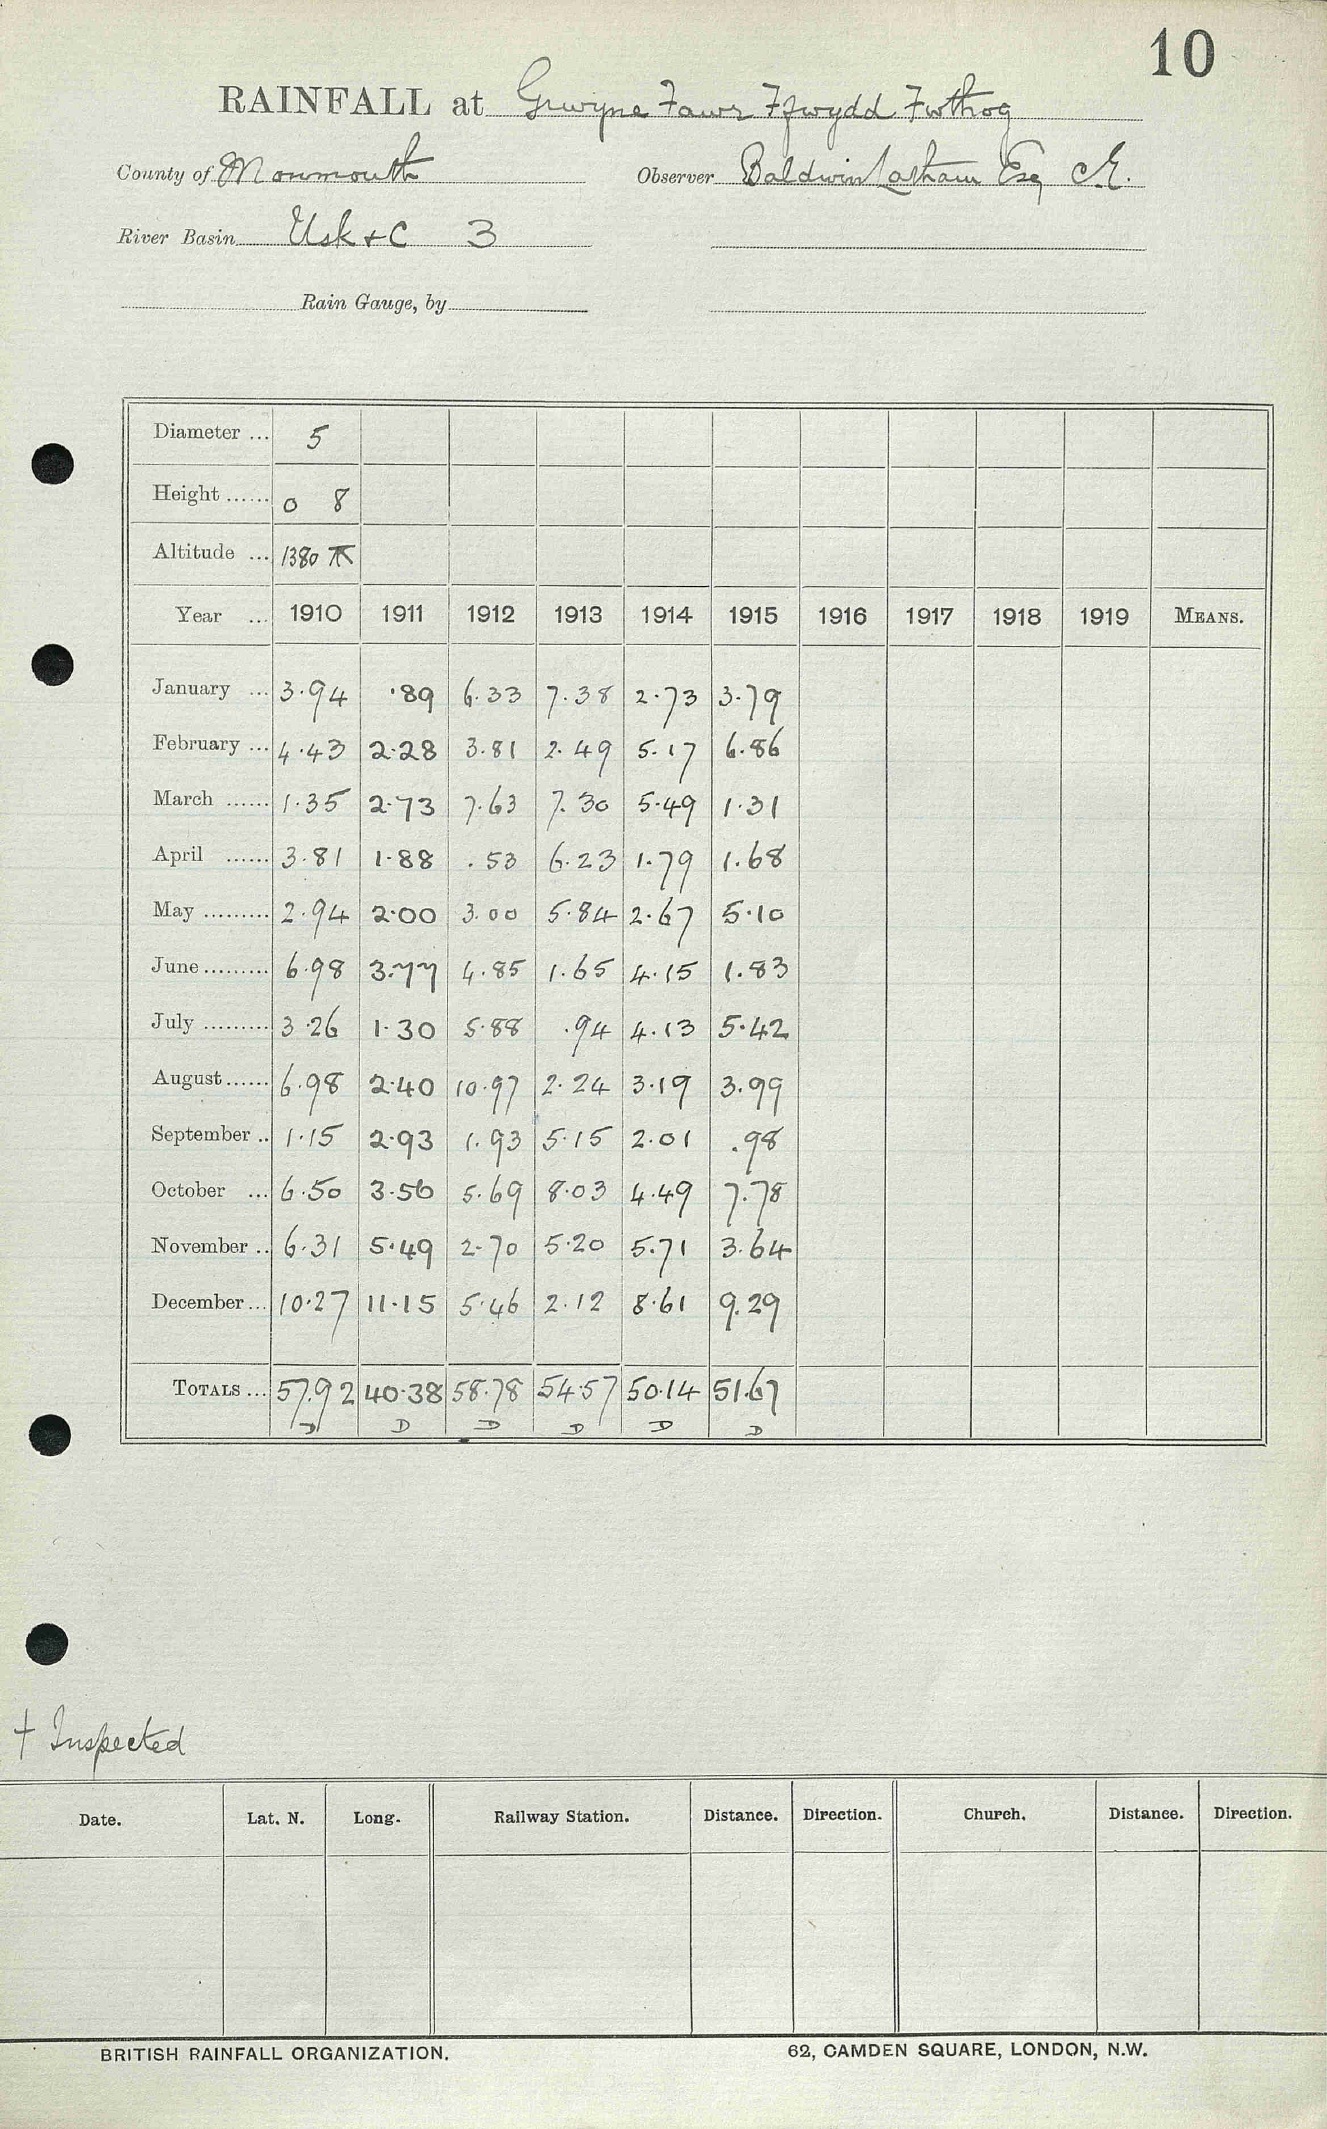 10
RAINFALL at Grwyne Fawr Ffwydd Fwthog
County of Monmouth Observer Baldwin Latham Esq C.E.
River Basin Usk + C 3
Rain Gauge, by
Diameter ... 5
Height ...... 0 8
Altitude ... 1380
Year ... 1910 1911 1912 1913 1914 1915 1916 1917 1918 1919 MEANS.
January ... 3.94 .89 6.33 7.38 2.73 3.79
February ... 4.43 2.28 3.81 2.49 5.17 6.86
March ...... 1.35 2.73 7.63 7.30 5.49 1.31
April ...... 3.81 1.88 .53 6.23 1.79 1.68
May ......... 2.94 2.00 3.00 5.84 2.67 5.10
June ......... 6.98 3.77 4.85 1.65 4.15 1.83
July ......... 3.26 1.30 5.88 .94 4.13 5.42
August ...... 6.98 2.40 10.97 2.24 3.19 3.99
September .. 1.15 2.93 1.93 5.15 2.01 .98
October ... 6.50 3.56 5.69 8.03 4.49 7.78
November .. 6.31 5.49 2.70 5.20 5.71 3.64
December ... 10.27 11.15 5.46 2.12 8.61 9.29
TOTALS ... 57.92 40.38 58.78 54.57 50.14 51.67
D D D D D D
† Inspected
Date. Lat. N. Long. Railway Station. Distance. Direction. Church. Distance. Direction.
BRITISH RAINFALL ORGANIZATION. 62, CAMDEN SQUARE, LONDON, N.W.